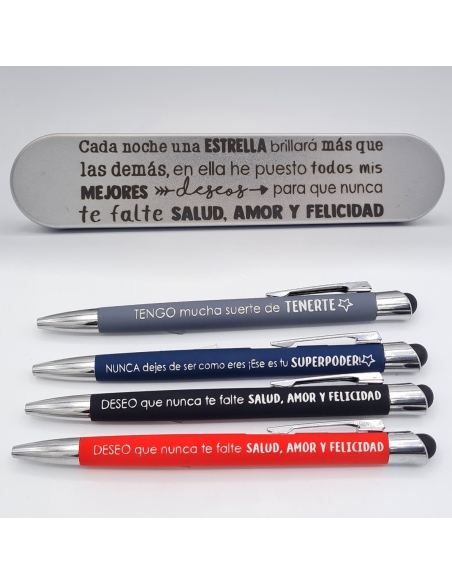 Cada noche una ESTRELLA brillará más que
las demás, en ella he puesto todos mis
MEJORES deseos para que nunca
te falte SALUD, AMOR Y FELICIDAD
TENGO mucha suerte de TENERTE
NUNCA dejes de ser como eres ¡Ese es tu SUPERPODER!
DESEO que nunca te falte SALUD, AMOR Y FELICIDAD
DESEO que nunca te falte SALUD, AMOR Y FELICIDAD